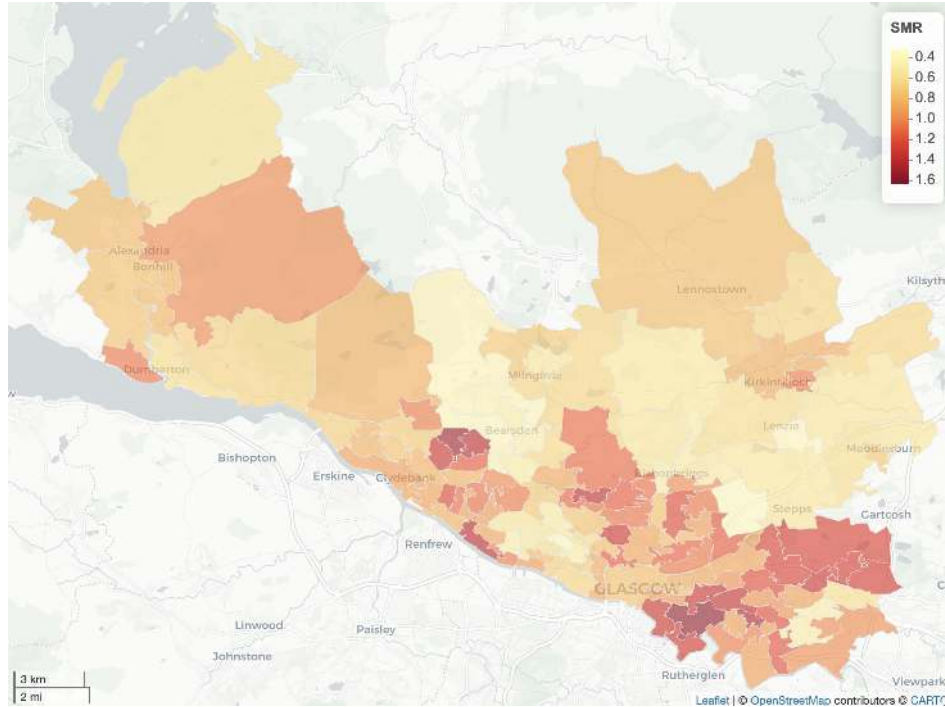 SMR
0.4
0.6
0.8
1.0
1.2
1.4
1.6
Alexandria
Bonhill
Kilsyth
Lennoxtown
Dumbarton
Milngavie
Kirkintilloch
Bearsden
Lenzie
Moodiesburn
Bishopton
Bishopbriggs
Erskine
Clydebank
Stepps
Gartcosh
Renfrew
GLASGOW
Linwood
Paisley
Johnstone
Rutherglen
Viewpark
3 km
2 mi
Leaflet | © OpenStreetMap contributors © CARTO